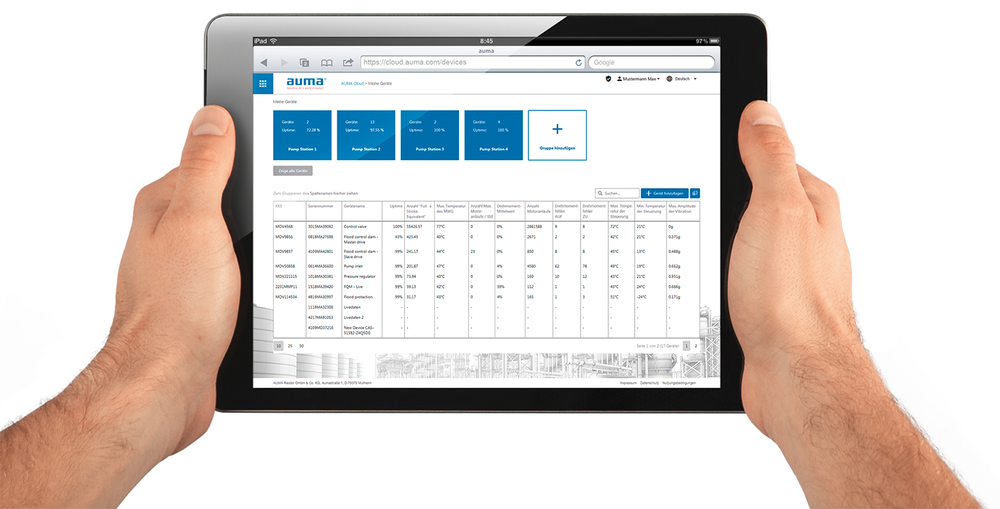 iPad 8:45 97 %
auma
2 https://cloud.auma.com/devices Google
auma®
Solutions for a world in motion
AUMA Cloud > Meine Geräte Mustermann Max Deutsch
Meine Geräte
Geräte: 2 Geräte: 13 Geräte: 2 Geräte: 4
Uptime: 72.28 % Uptime: 97.55 % Uptime: 100 % Uptime: 100 %
Pump Station 1 Pump Station 2 Pump Station 3 Pump Station 4 Gruppe hinzufügen
Zeige alle Geräte
Zum Gruppieren den Spaltenamen hierher ziehen Suchen... Gerät hinzufügen
KKS Seriennummer Gerätename Uptime Anzahl "Full ↓ Max. Temperatur Anzahl Max. Drehmoment- Anzahl Drehmoment- Drehmoment- Max. Tempe- Min. Temperatur Max. Amplitude
Stroke des MWG Motor- Mittelwert Motoranläufe fehler fehler ratur der der Steuerung der Vibration
Equivalent" anläufe / Std AUF ZU Steuerung
MOV4568 3015MA39092 Control valve 100% 55426.57 77°C 0 0% 2861588 9 8 72°C 21°C 0g
MOV9856 0818MA27698 Flood control dam - 43% 423.45 40°C 0 0% 2671 2 2 42°C 21°C 0.371g
Master drive
MOV9857 4109MA42801 Flood control dam - 99% 241.17 44°C 23 0% 850 8 8 45°C 13°C 0.488g
Slave drive
MOV50858 0614MA36600 Pump inlet 99% 201.87 47°C 0 4% 4580 62 78 49°C 19°C 0.662g
MOV221115 1018MA30381 Pressure regulator 99% 73.94 40°C 0 0% 160 10 12 43°C 21°C 0.951g
2231MMP11 1518MA39420 FQM - Live 99% 59.13 42°C 0 39% 112 1 1 43°C 24°C 0.666g
MOV114534 4816MA30997 Flood protection 99% 31.17 43°C 0 4% 165 1 3 51°C -24°C 0.171g
1118MA32308 Livedaten - - - - - - - - - - -
4217MA91053 Livedaten 2 - - - - - - - - - - -
4109MD37216 New Device CAS- - - - - - - - - - - -
51582-Z4Q5D0
10 25 50 Seite 1 von 2 (17 Geräte) 1 2
AUMA Riester GmbH & Co. KG, Aumastraße 1, D-79379 Müllheim Impressum Datenschutz Nutzungsbedingungen